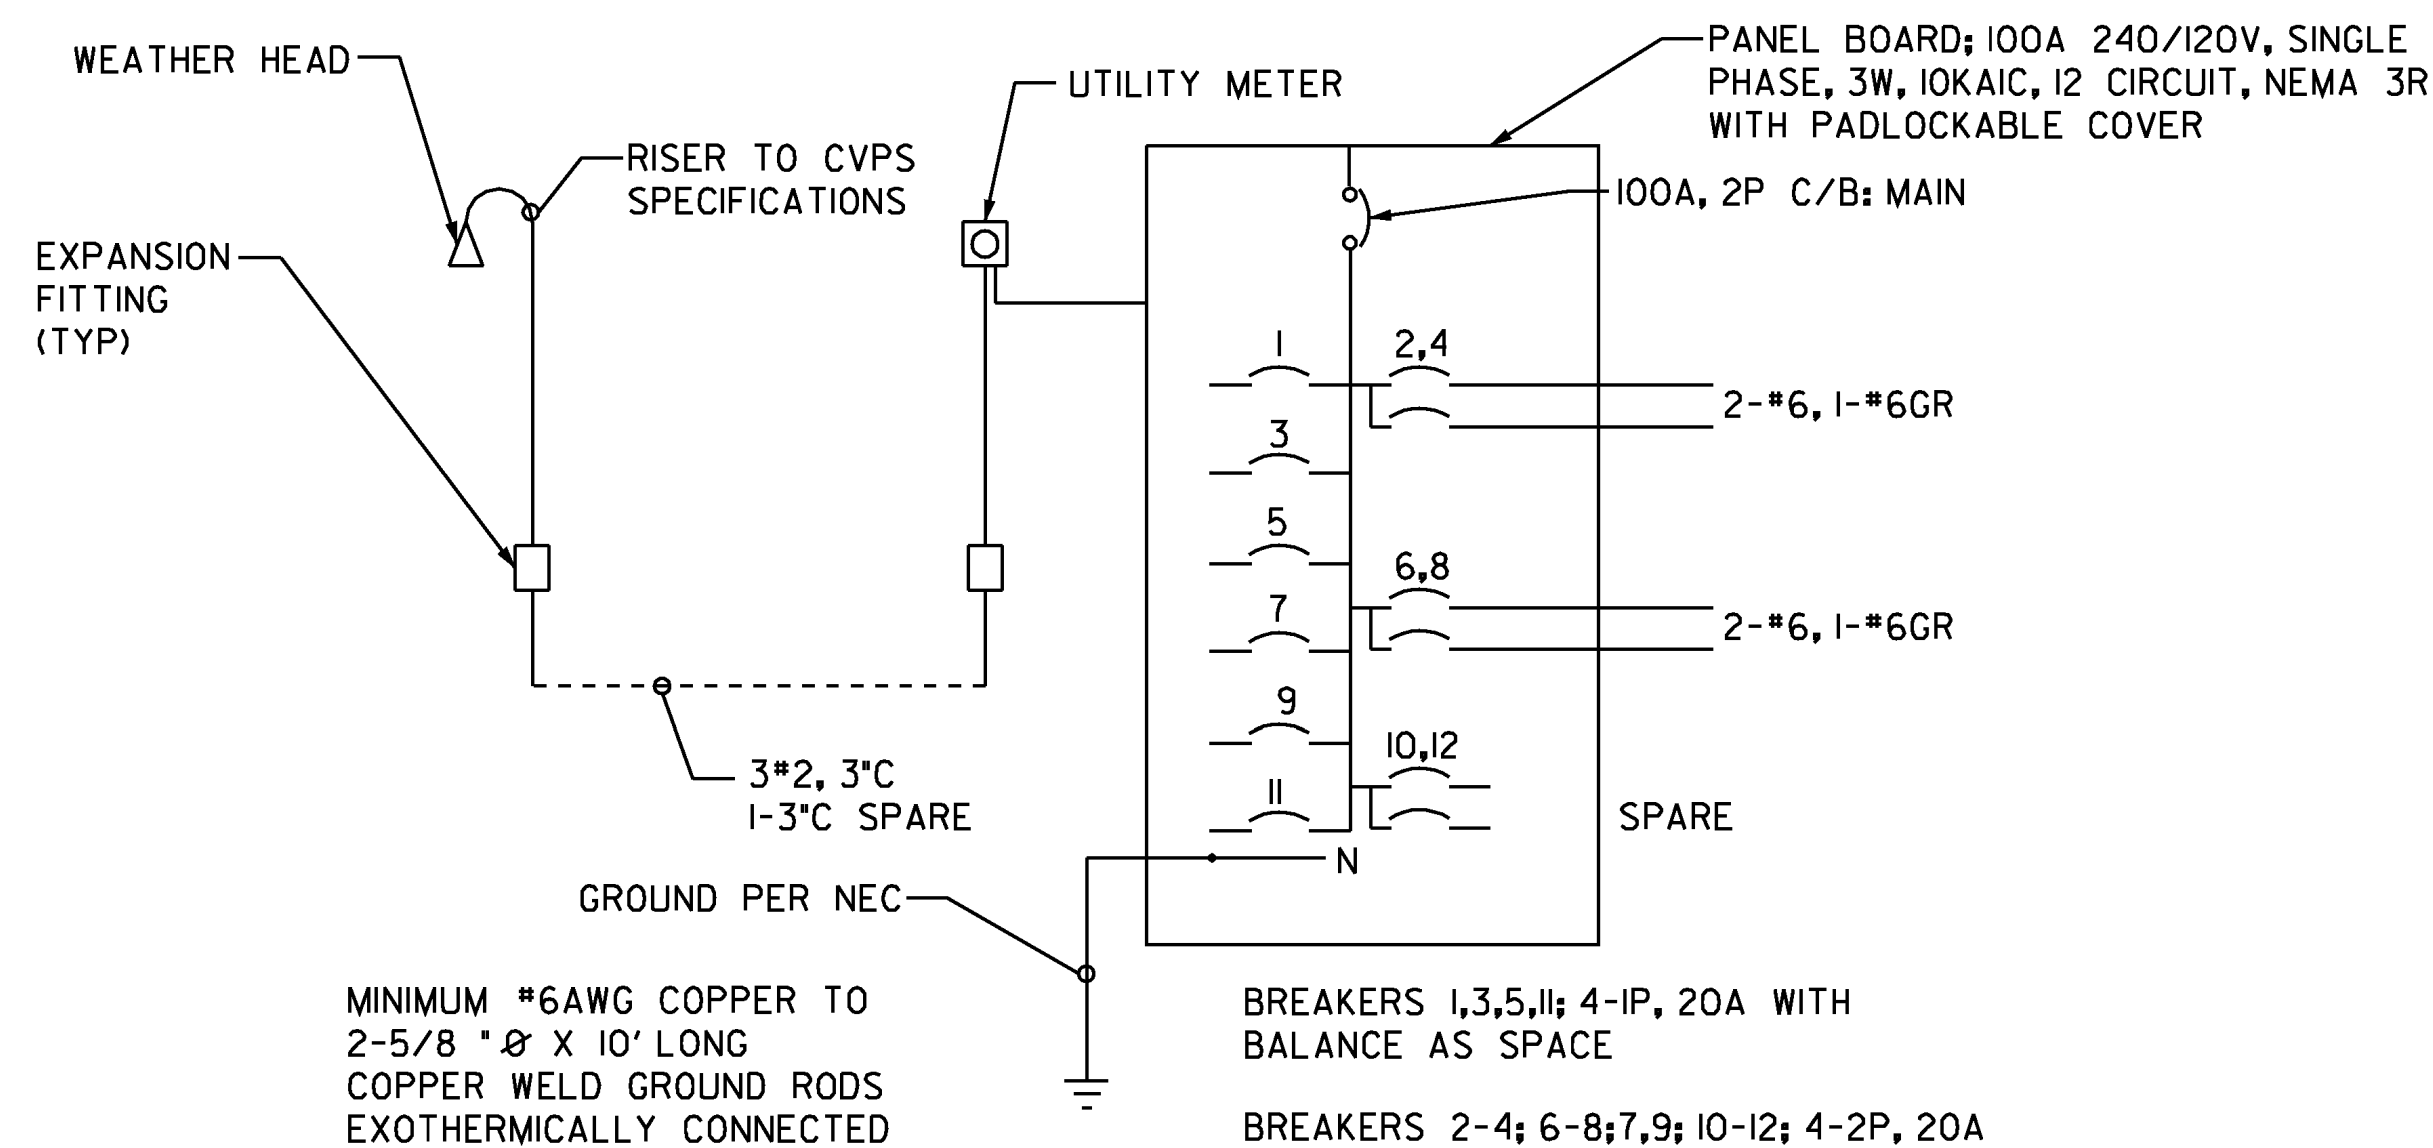 WEATHER HEAD
RISER TO CVPS
SPECIFICATIONS
EXPANSION
FITTING
(TYP)
UTILITY METER
PANEL BOARD; 100A 240/120V, SINGLE
PHASE, 3W, 10KAIC, 12 CIRCUIT, NEMA 3R
WITH PADLOCKABLE COVER
100A, 2P C/B: MAIN
1
2,4
2-#6, 1-#6GR
3
5
6,8
7
2-#6, 1-#6GR
9
10,12
11
SPARE
N
3#2, 3"C
1-3"C SPARE
GROUND PER NEC
MINIMUM #6AWG COPPER TO
2-5/8 "Ø X 10' LONG
COPPER WELD GROUND RODS
EXOTHERMICALLY CONNECTED
BREAKERS 1,3,5,11; 4-1P, 20A WITH
BALANCE AS SPACE
BREAKERS 2-4; 6-8;7,9; 10-12; 4-2P, 20A